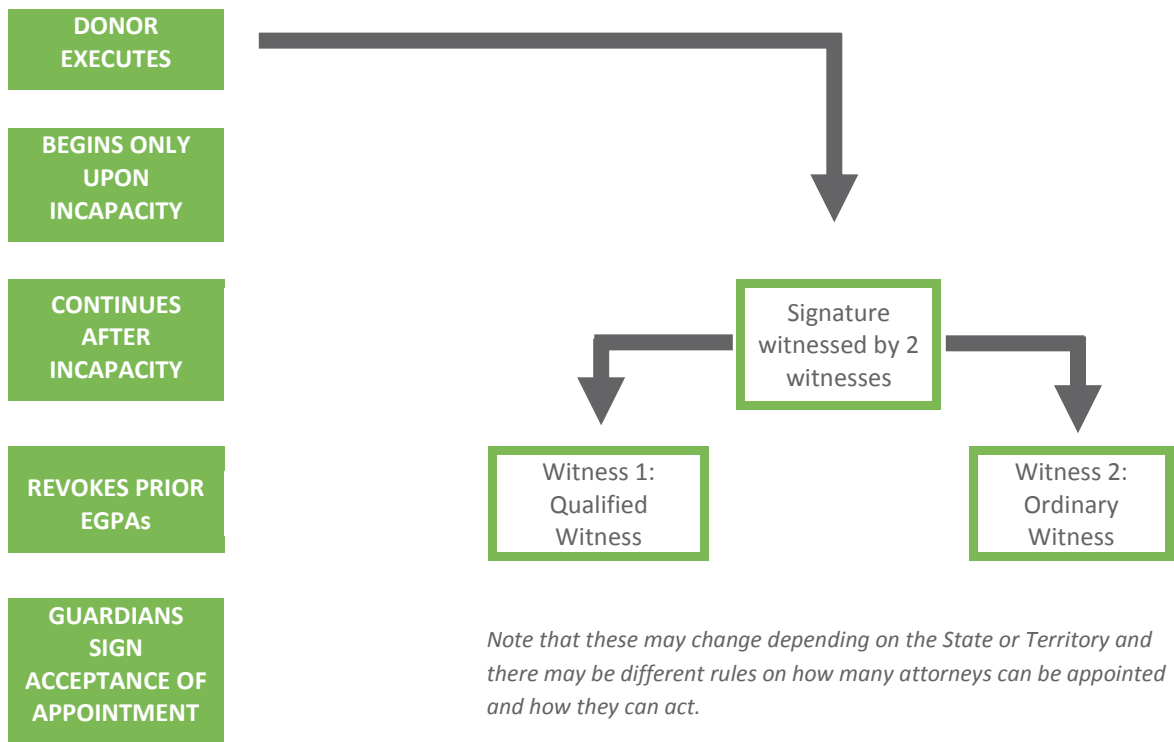 DONOR
EXECUTES
BEGINS ONLY
UPON
INCAPACITY
CONTINUES
AFTER
INCAPACITY
Signature
witnessed by 2
witnesses
REVOKES PRIOR
EGPAs
Witness 1:
Qualified
Witness
Witness 2:
Ordinary
Witness
GUARDIANS
SIGN
ACCEPTANCE OF
APPOINTMENT
Note that these may change depending on the State or Territory and
there may be different rules on how many attorneys can be appointed
and how they can act.